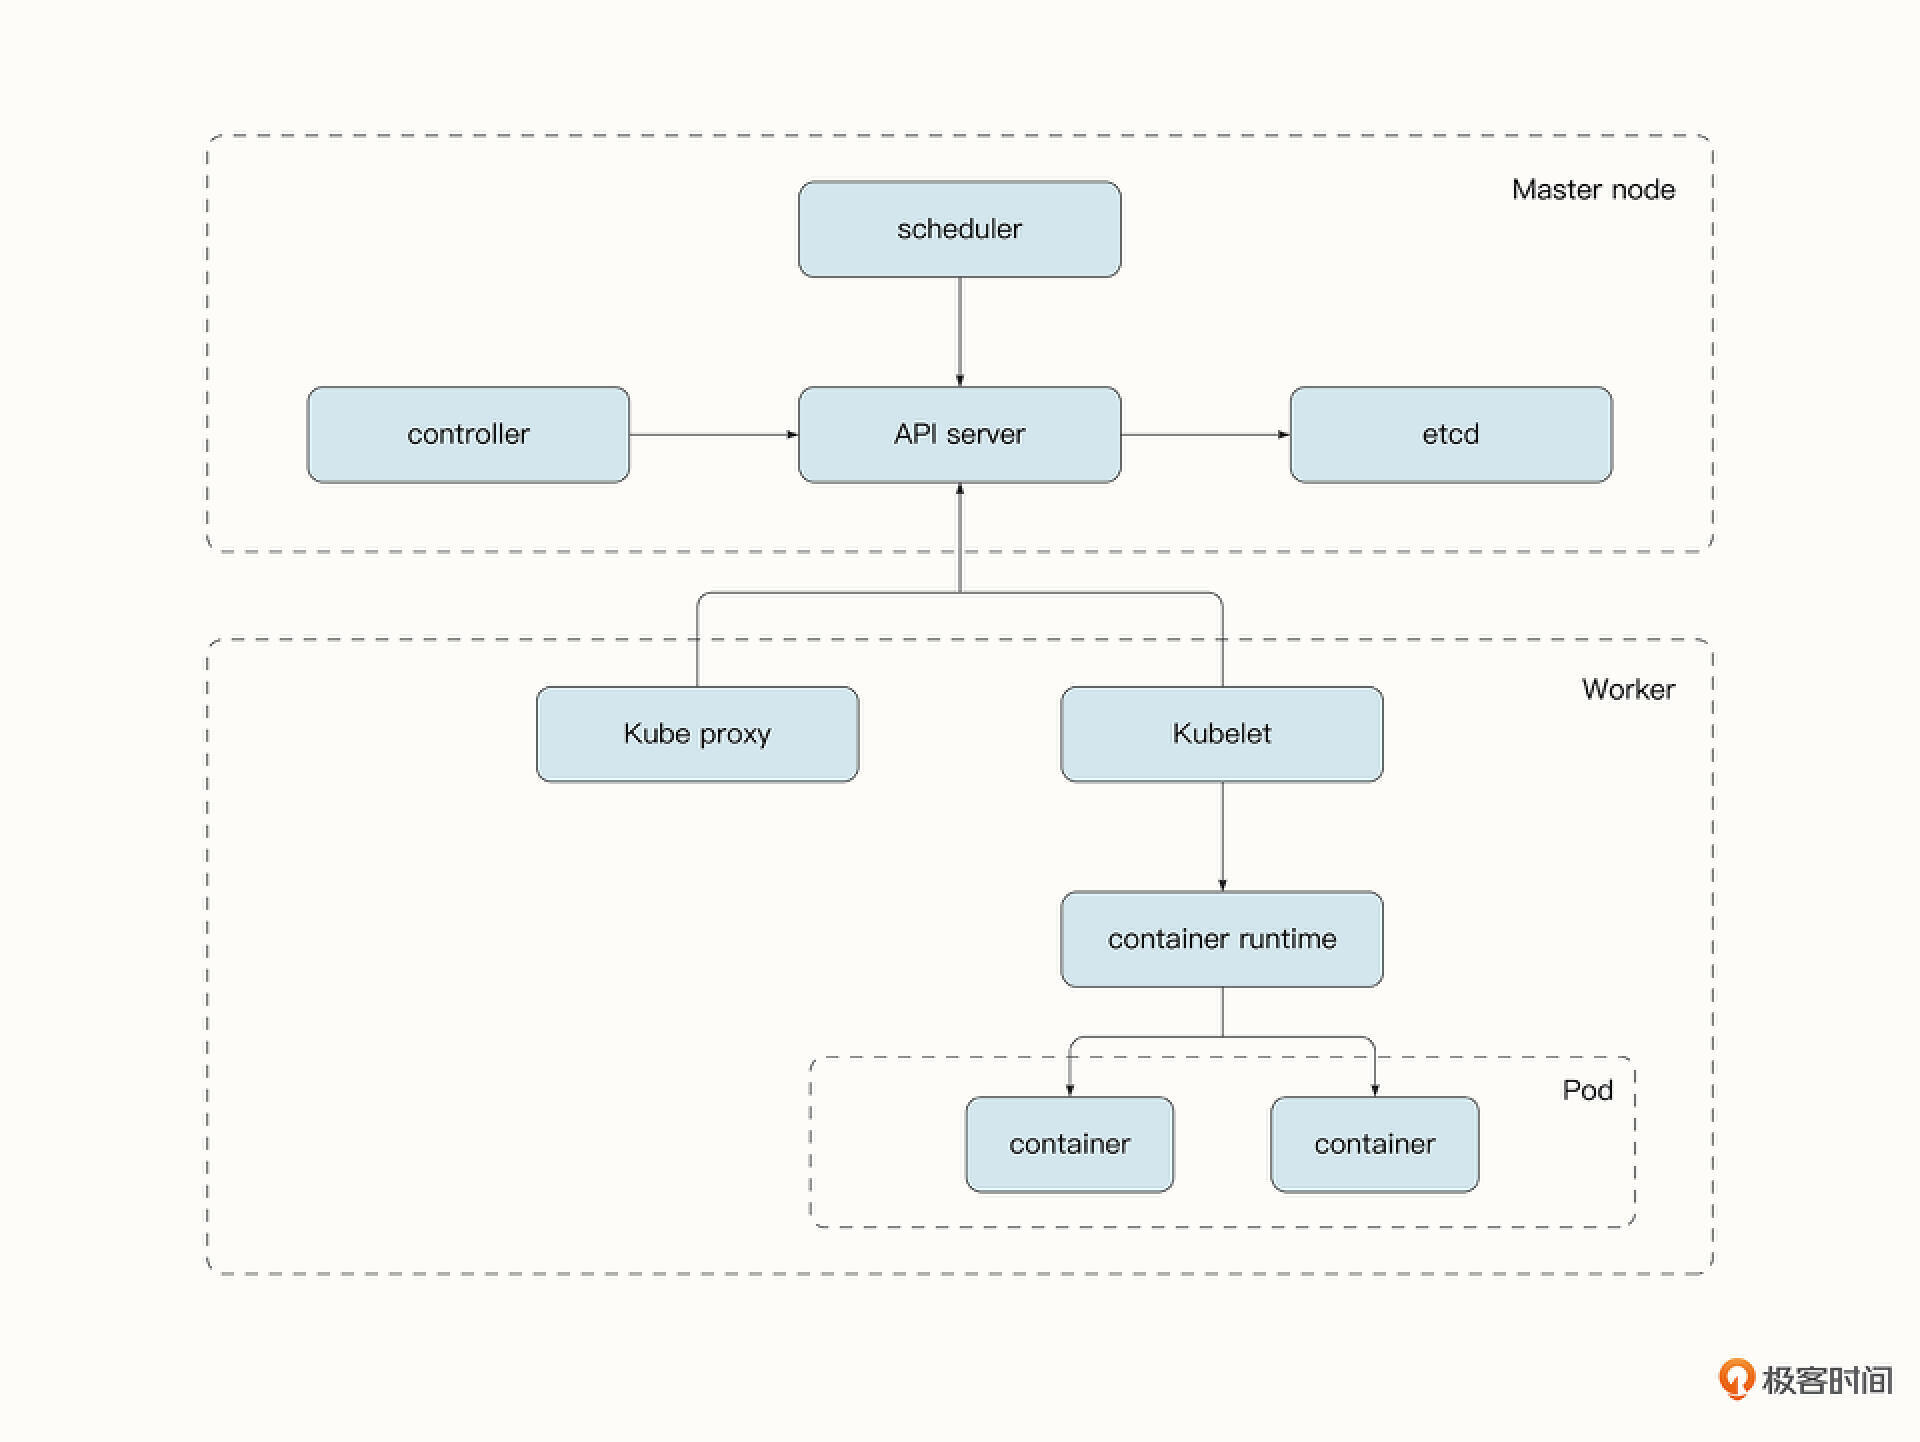 Master node
scheduler
controller
API server
etcd
Worker
Kube proxy
Kubelet
container runtime
Pod
container
container
极客时间